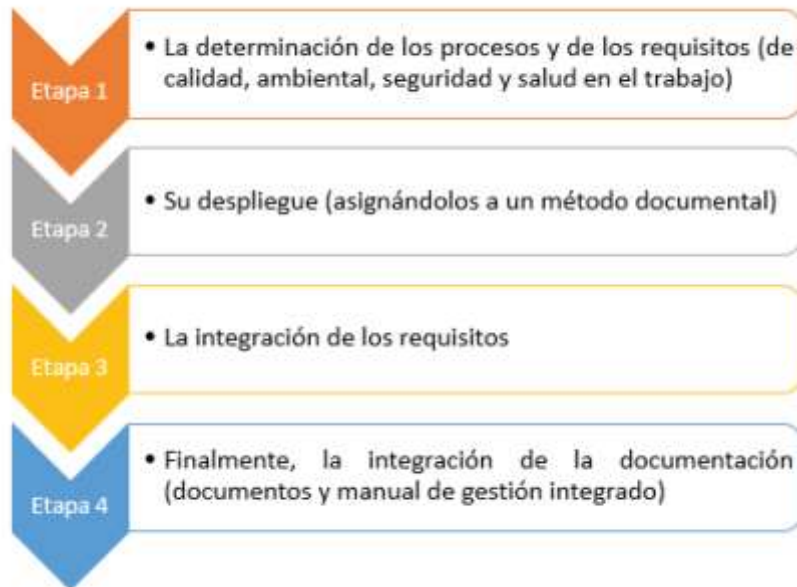 Etapa 1
• La determinación de los procesos y de los requisitos (de
calidad, ambiental, seguridad y salud en el trabajo)
Etapa 2
• Su despliegue (asignándolos a un método documental)
Etapa 3
• La integración de los requisitos
Etapa 4
• Finalmente, la integración de la documentación
(documentos y manual de gestión integrado)